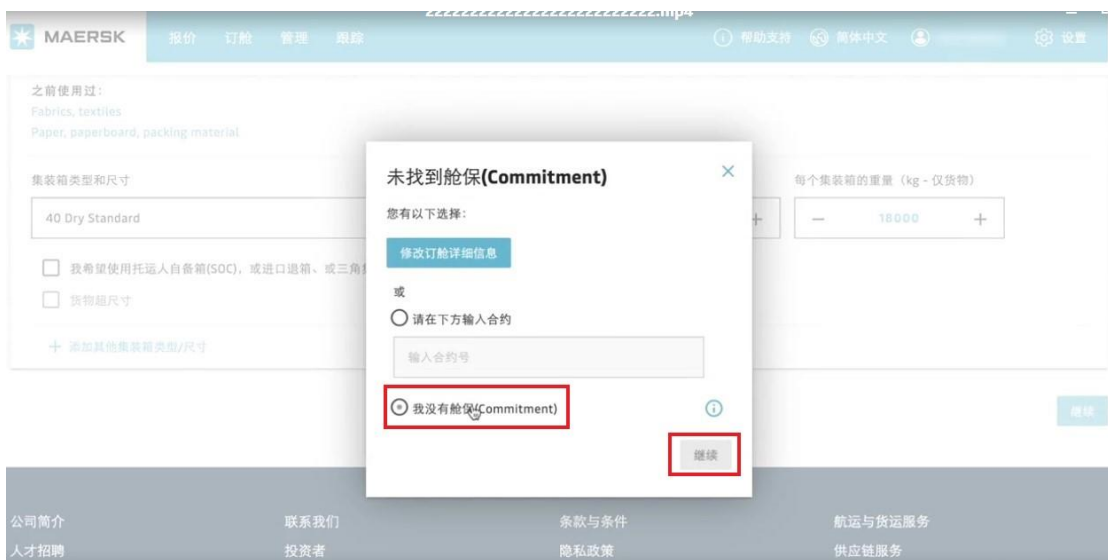 222222222222222222222222222.mp4
MAERSK 报价 订舱 管理 跟踪 帮助支持 简体中文 设置
之前使用过:
Fabrics, textiles
Paper, paperboard, packing material
未找到舱保(Commitment)
集装箱类型和尺寸
每个集装箱的重量 (kg - 仅货物)
您有以下选择:
40 Dry Standard
18000
修改订舱详细信息
我希望使用托运人自备箱(SOC), 或进口退箱、或三角
或
货物超尺寸
请在下方输入合约
添加其他集装箱类型/尺寸
输入合约号
我没有舱保(Commitment)
继续
继续
公司简介 联系我们 条款与条件 航运与货运服务
人才招聘 投资者 隐私政策 供应链服务